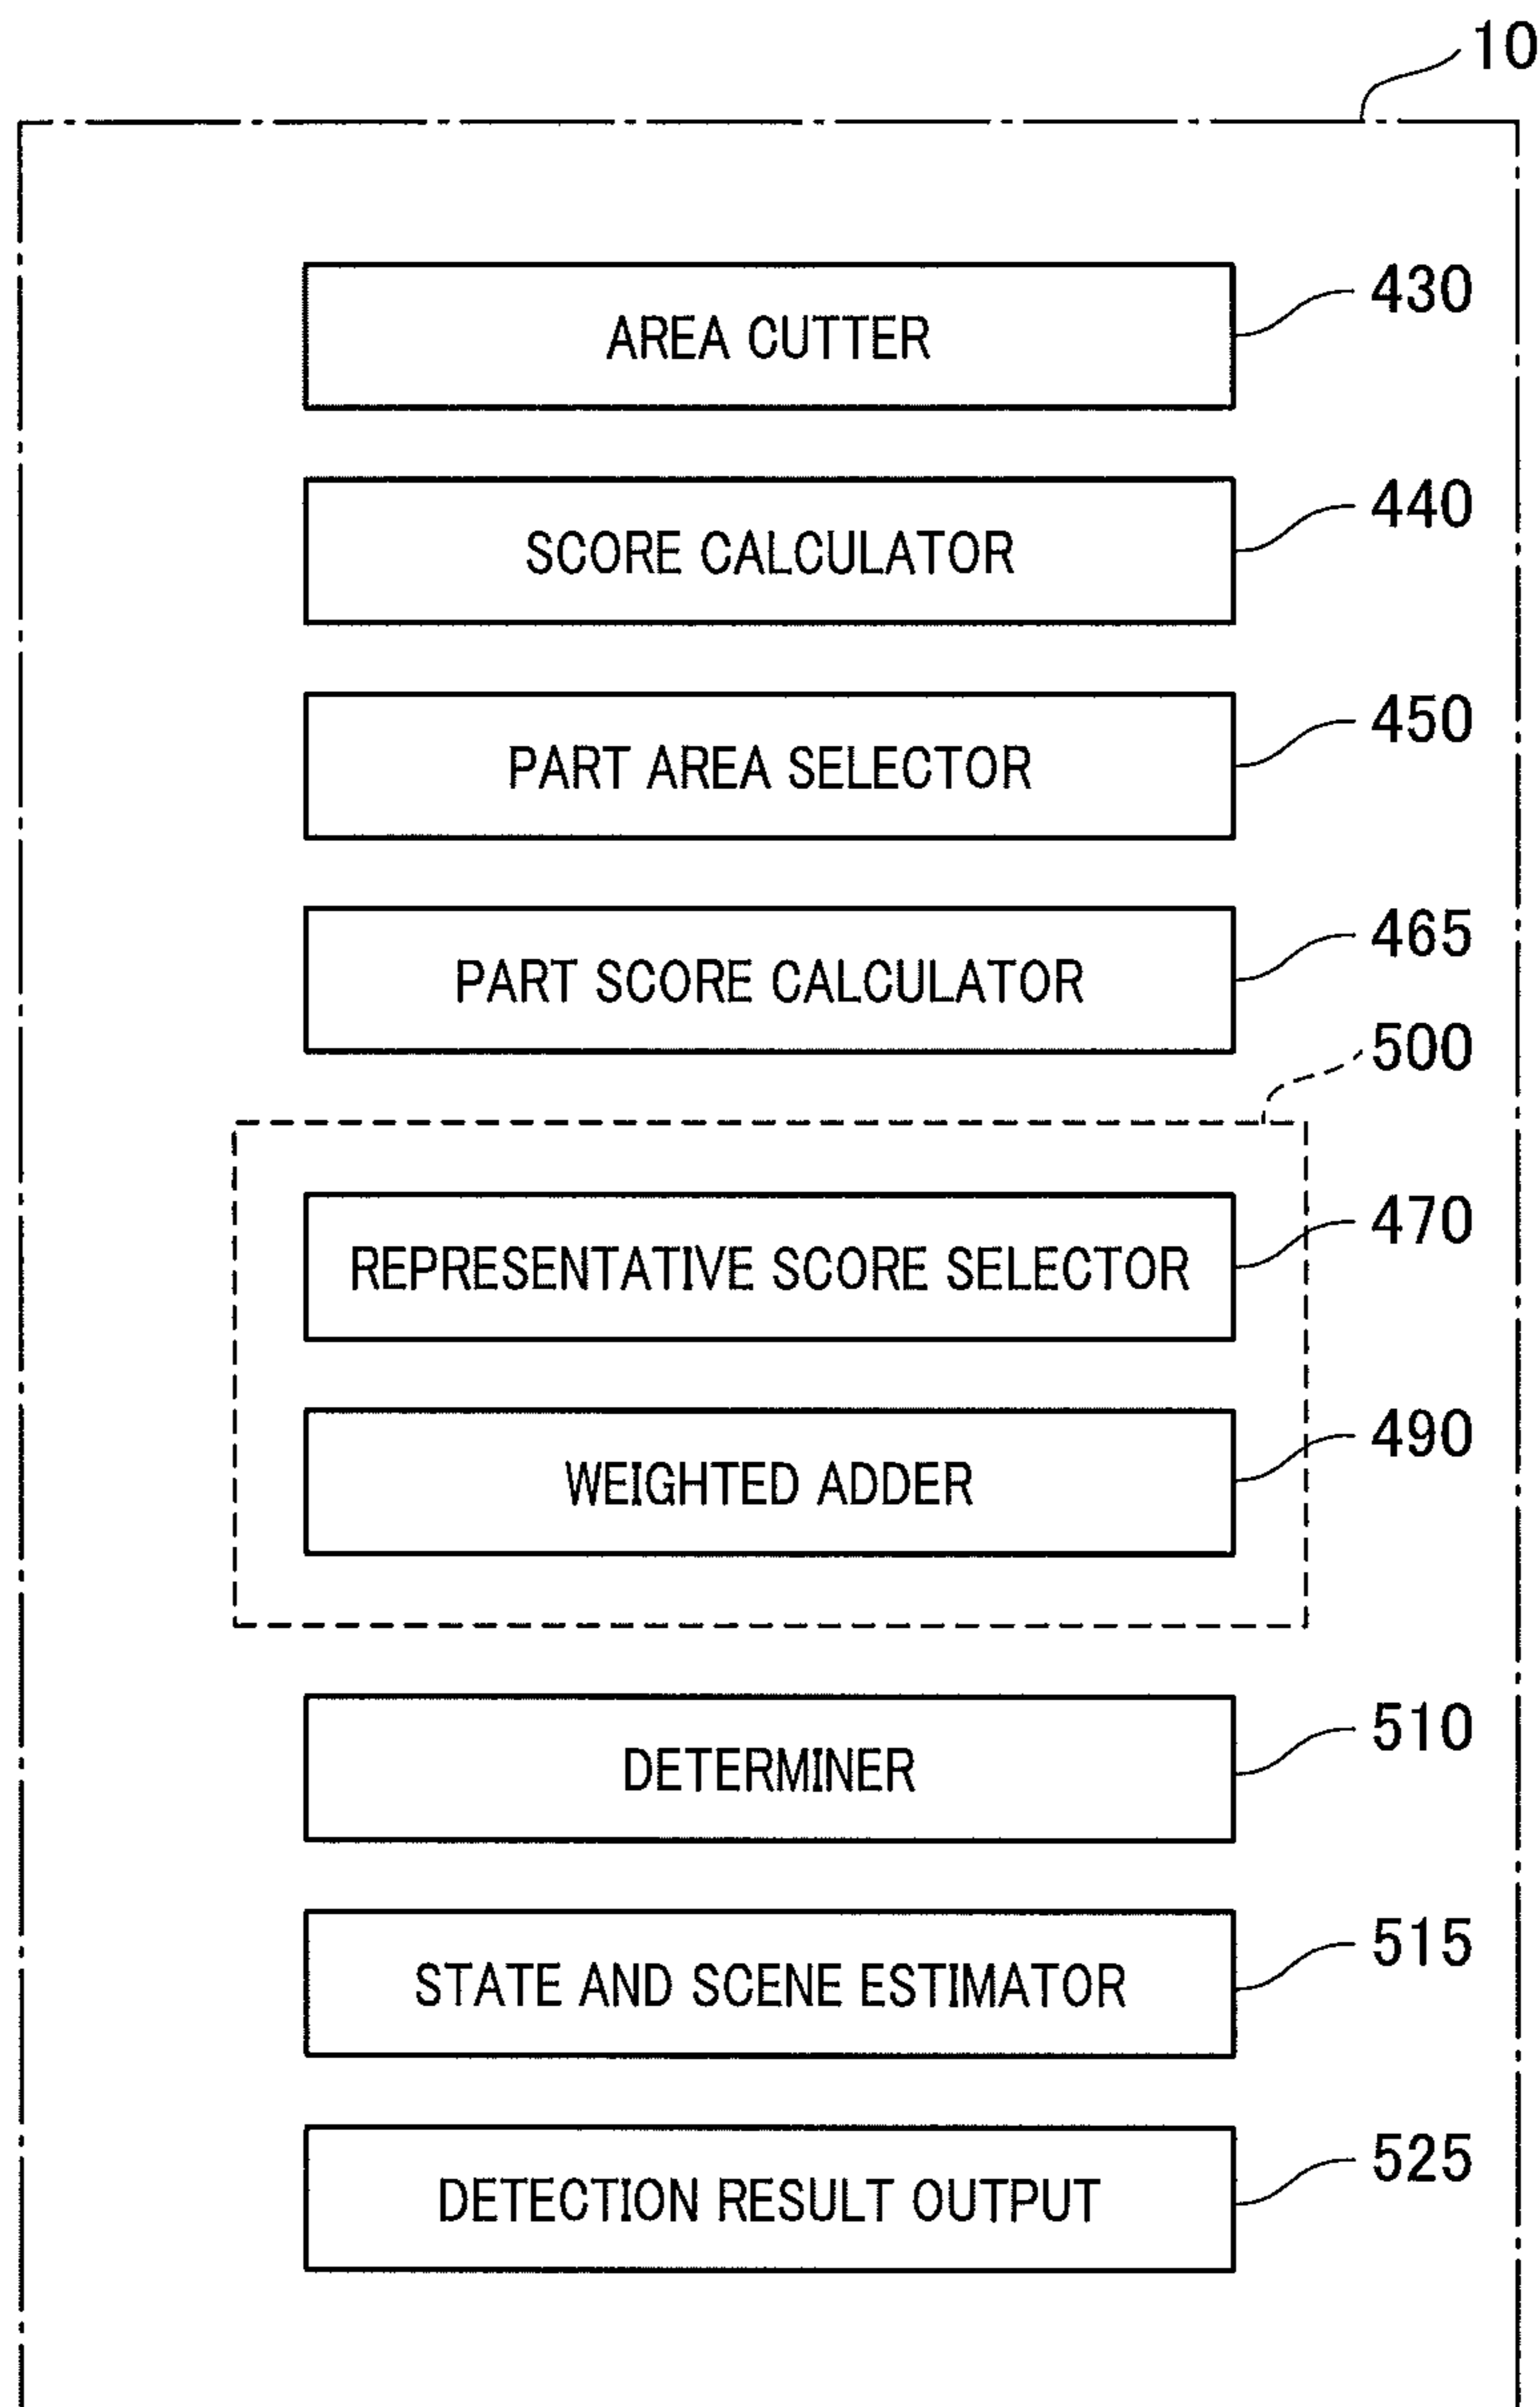 10
AREA CUTTER
430
SCORE CALCULATOR
440
PART AREA SELECTOR
450
PART SCORE CALCULATOR
465
500
REPRESENTATIVE SCORE SELECTOR
470
WEIGHTED ADDER
490
DETERMINER
510
STATE AND SCENE ESTIMATOR
515
DETECTION RESULT OUTPUT
525